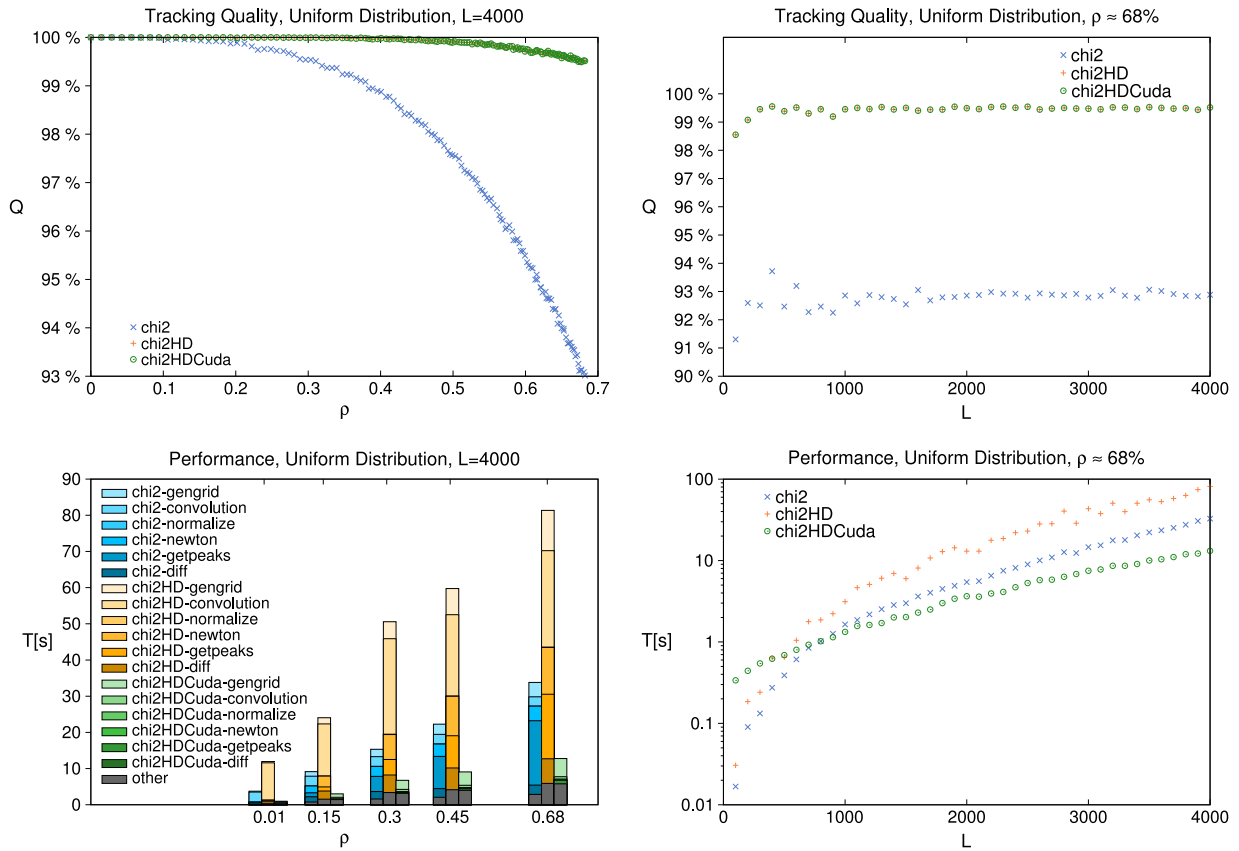 Tracking Quality, Uniform Distribution, L=4000
100 %
99 %
98 %
97 %
96 %
95 %
94 %
93 %
Q
chi2
chi2HD
chi2HDCuda
0 0.1 0.2 0.3 0.4 0.5 0.6 0.7
ρ
Tracking Quality, Uniform Distribution, ρ ≈ 68%
chi2
chi2HD
chi2HDCuda
100 %
99 %
98 %
97 %
96 %
95 %
94 %
93 %
92 %
91 %
90 %
Q
0 1000 2000 3000 4000
L
Performance, Uniform Distribution, L=4000
90
80
70
60
50
40
30
20
10
0
T[s]
chi2-gengrid
chi2-convolution
chi2-normalize
chi2-newton
chi2-getpeaks
chi2-diff
chi2HD-gengrid
chi2HD-convolution
chi2HD-normalize
chi2HD-newton
chi2HD-getpeaks
chi2HD-diff
chi2HDCuda-gengrid
chi2HDCuda-convolution
chi2HDCuda-normalize
chi2HDCuda-newton
chi2HDCuda-getpeaks
chi2HDCuda-diff
other
0.01 0.15 0.3 0.45 0.68
ρ
Performance, Uniform Distribution, ρ ≈ 68%
chi2
chi2HD
chi2HDCuda
100
10
1
0.1
0.01
T[s]
0 1000 2000 3000 4000
L